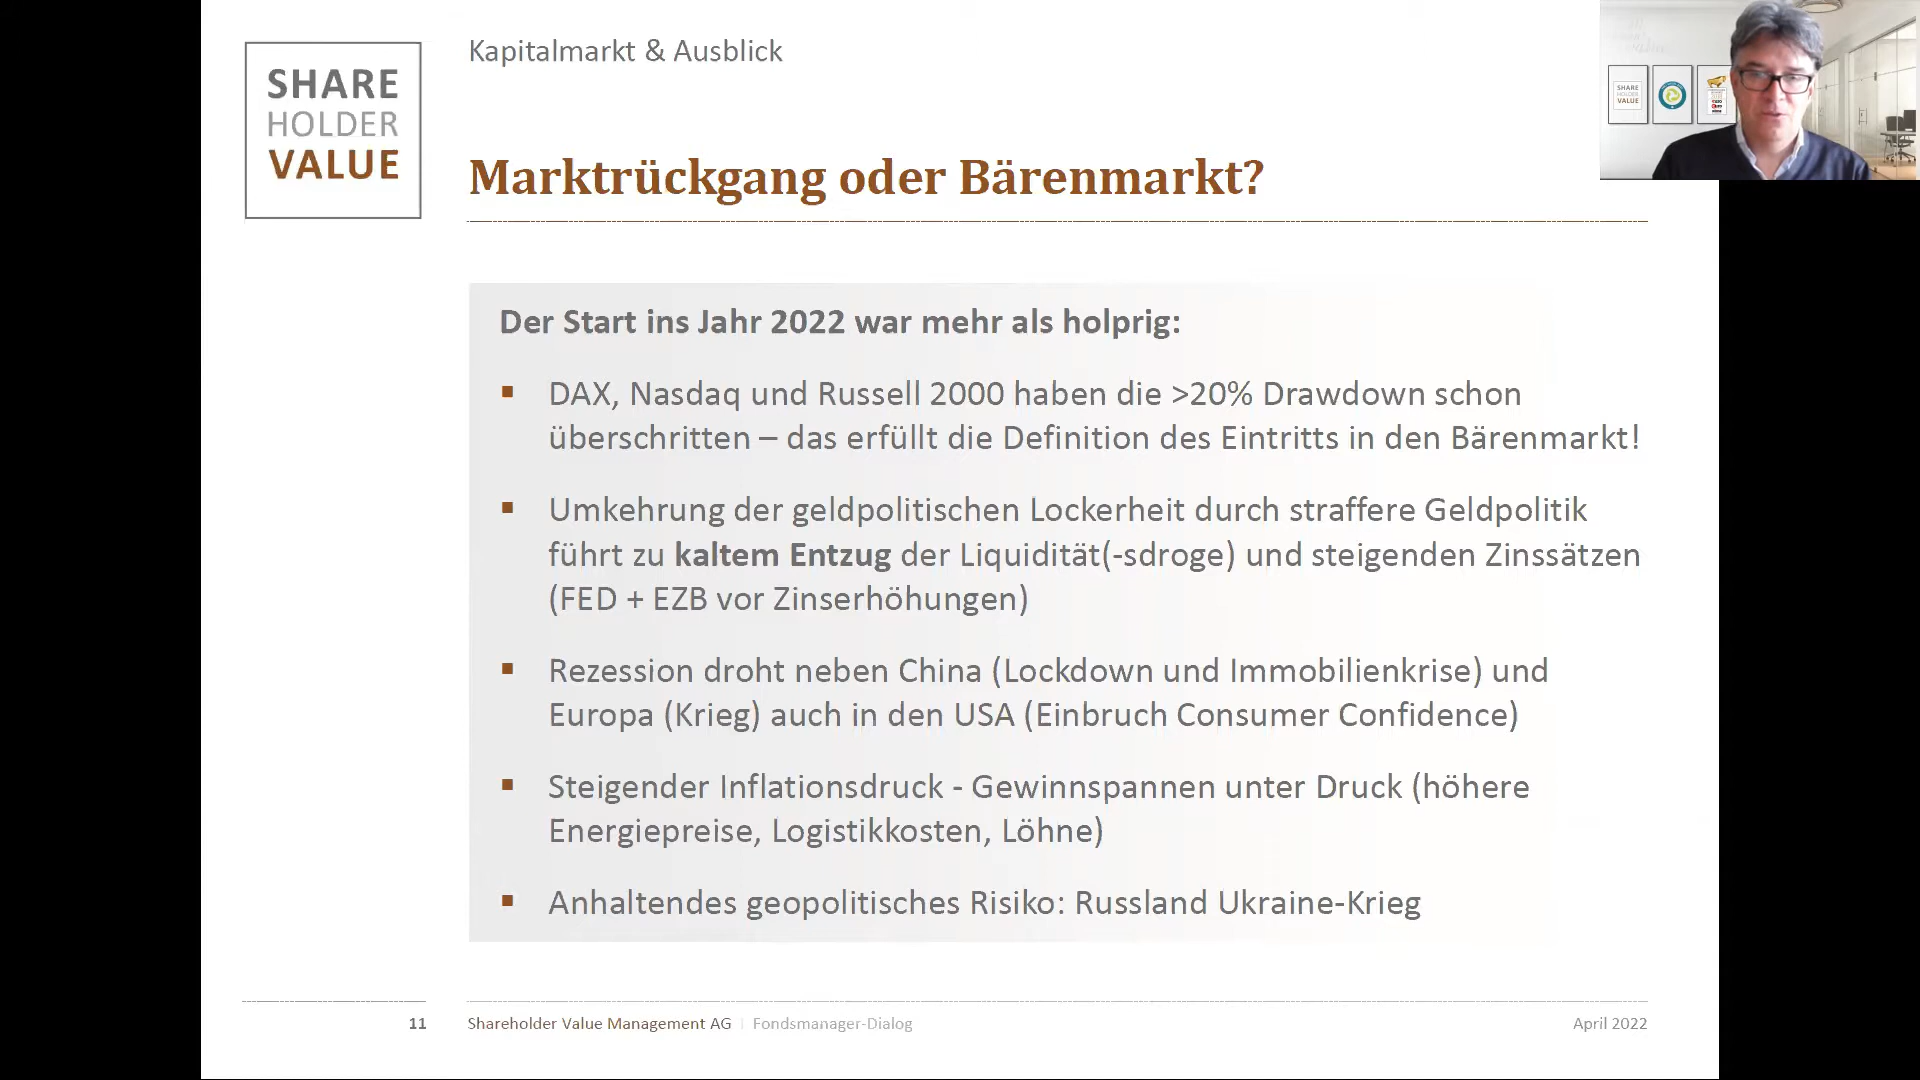 SHARE
HOLDER
VALUE
Kapitalmarkt & Ausblick
Marktrückgang oder Bärenmarkt?
SHARE
HOLDER
VALUE
Der Start ins Jahr 2022 war mehr als holprig:
▪ DAX, Nasdaq und Russell 2000 haben die >20% Drawdown schon
überschritten – das erfüllt die Definition des Eintritts in den Bärenmarkt!
▪ Umkehrung der geldpolitischen Lockerheit durch straffere Geldpolitik
führt zu kaltem Entzug der Liquidität(-sdroge) und steigenden Zinssätzen
(FED + EZB vor Zinserhöhungen)
▪ Rezession droht neben China (Lockdown und Immobilienkrise) und
Europa (Krieg) auch in den USA (Einbruch Consumer Confidence)
▪ Steigender Inflationsdruck - Gewinnspannen unter Druck (höhere
Energiepreise, Logistikkosten, Löhne)
▪ Anhaltendes geopolitisches Risiko: Russland Ukraine-Krieg
11 Shareholder Value Management AG | Fondsmanager-Dialog April 2022